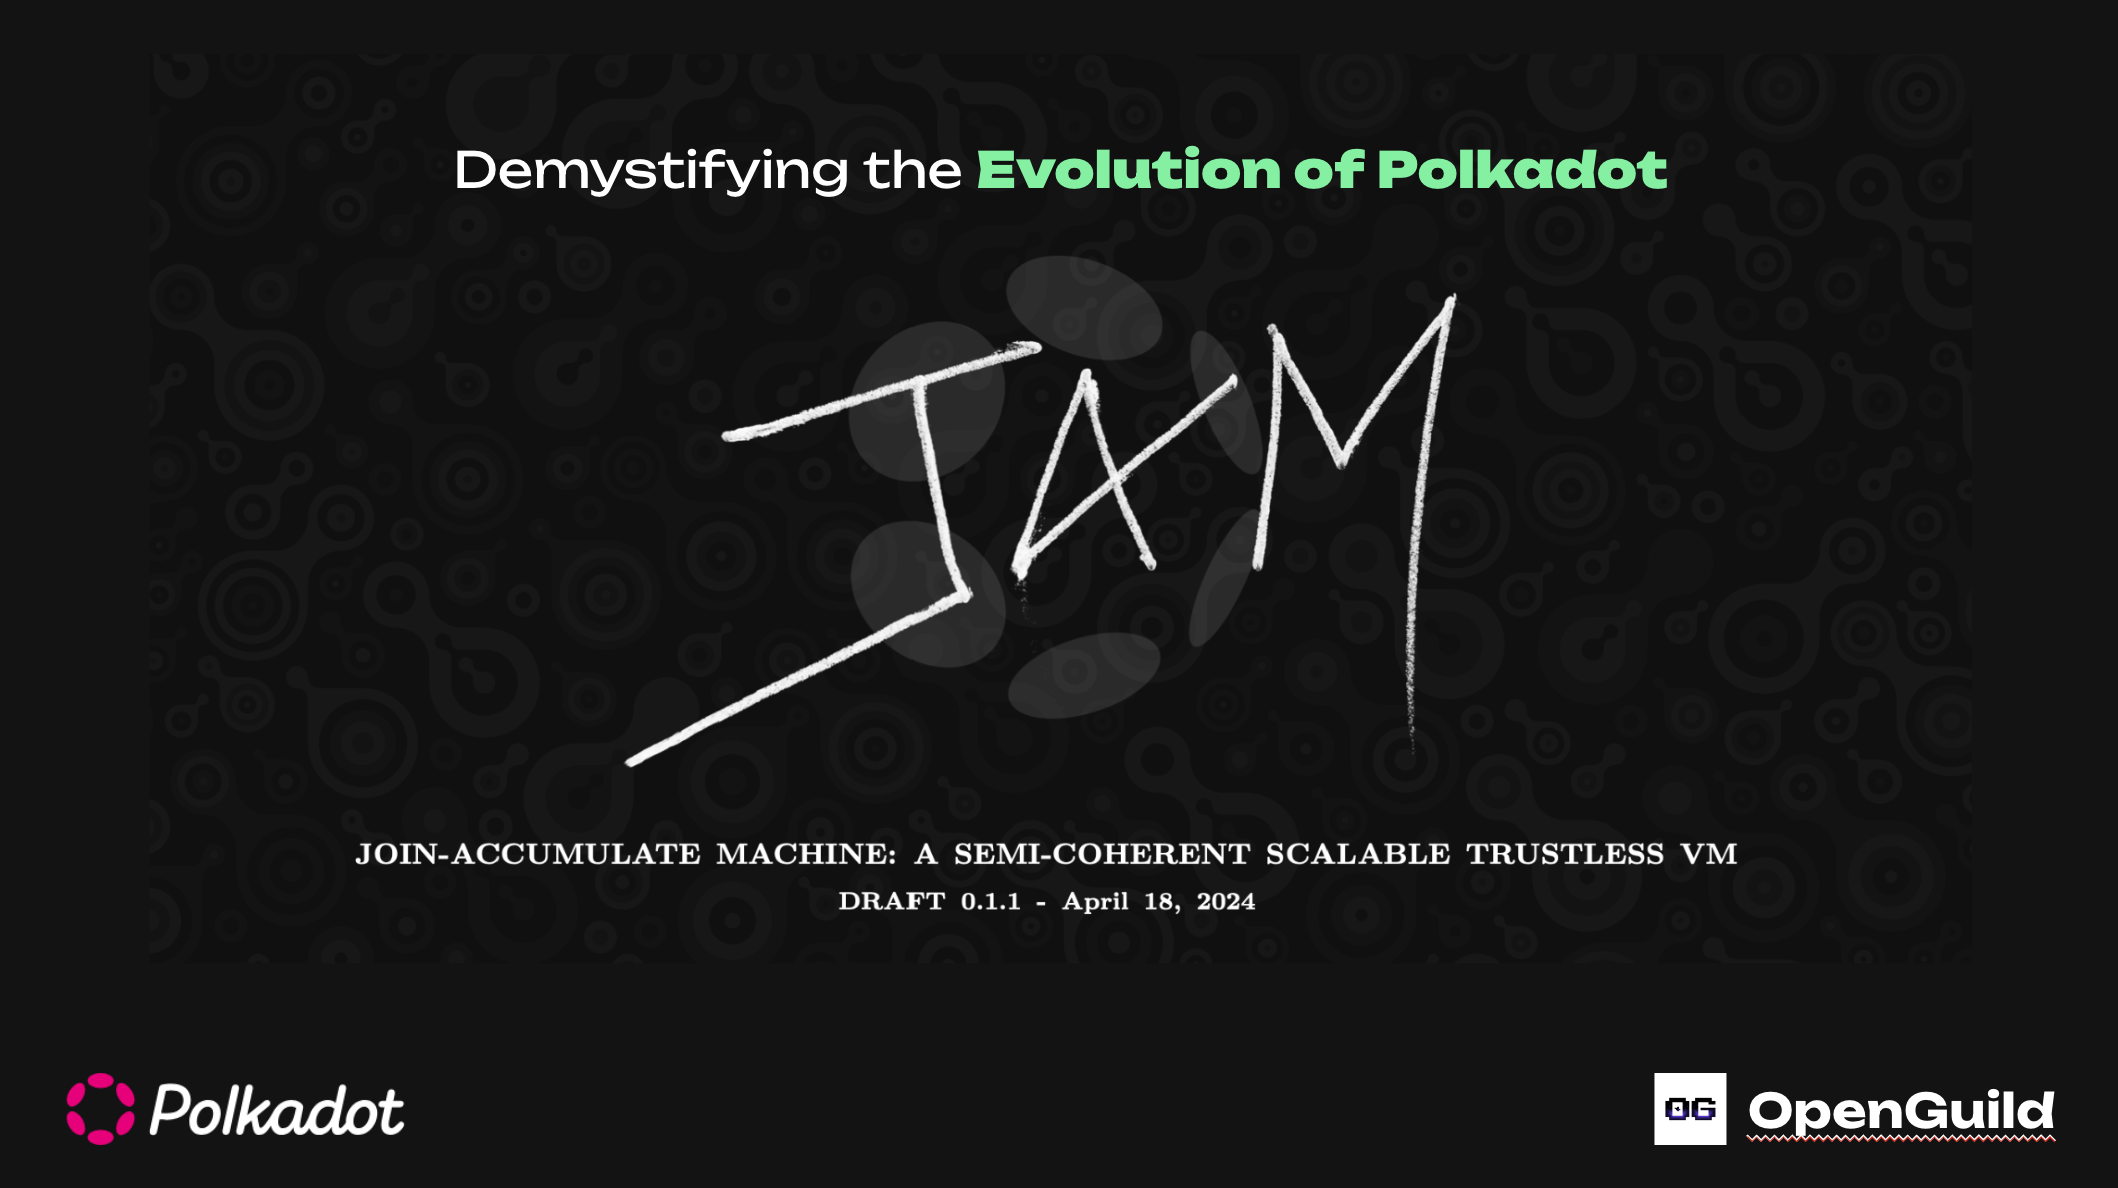 Demystifying the Evolution of Polkadot
JAM
JOIN-ACCUMULATE MACHINE: A SEMI-COHERENT SCALABLE TRUSTLESS VM
DRAFT 0.1.1 - April 18, 2024
Polkadot
OG OpenGuild